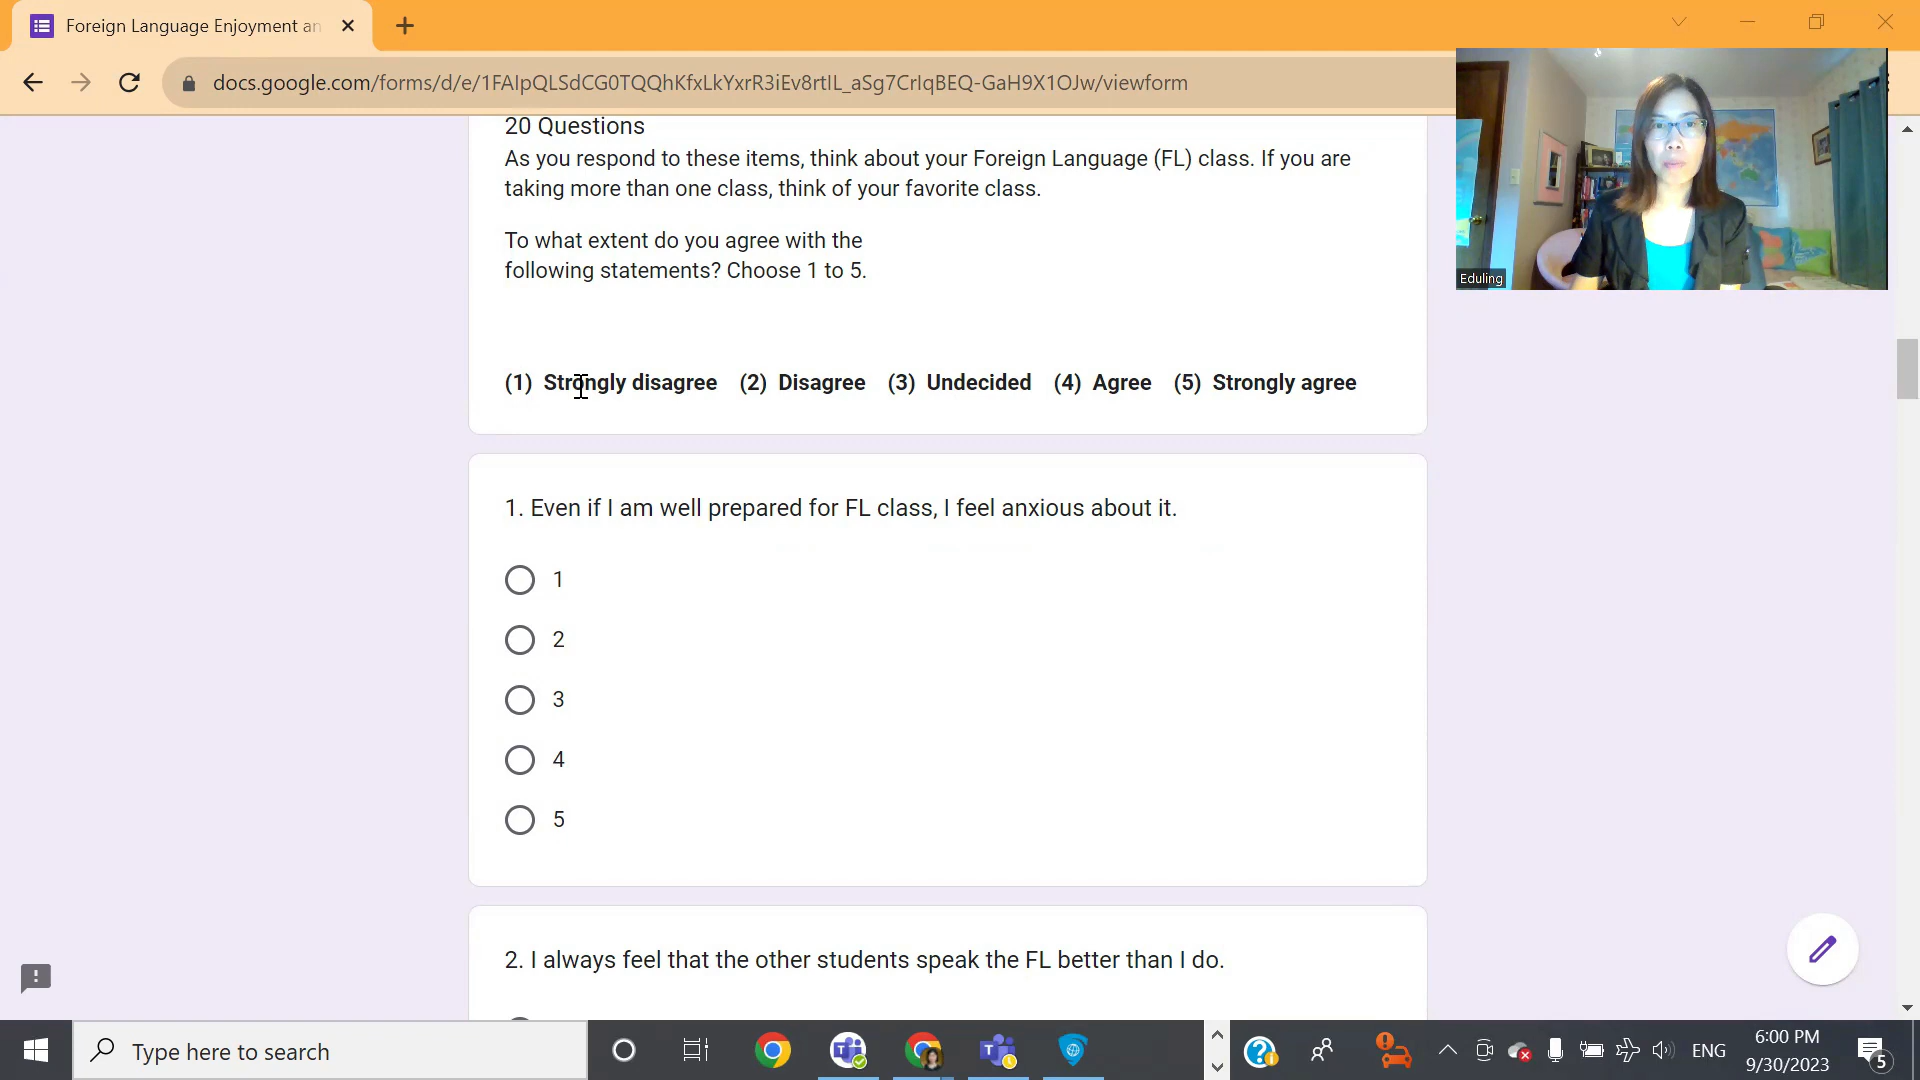 Foreign Language Enjoyment an
docs.google.com/forms/d/e/1FAIpQLSdCG0TQQhKfxLkYxrR3iEv8rtIL_aSg7CrIqBEQ-GaH9X1OJw/viewform
20 Questions
As you respond to these items, think about your Foreign Language (FL) class. If you are
taking more than one class, think of your favorite class.
To what extent do you agree with the
following statements? Choose 1 to 5.
(1) Strongly disagree (2) Disagree (3) Undecided (4) Agree (5) Strongly agree
Eduling
1. Even if I am well prepared for FL class, I feel anxious about it.
1
2
3
4
5
2. I always feel that the other students speak the FL better than I do.
Type here to search
ENG
6:00 PM
9/30/2023
5